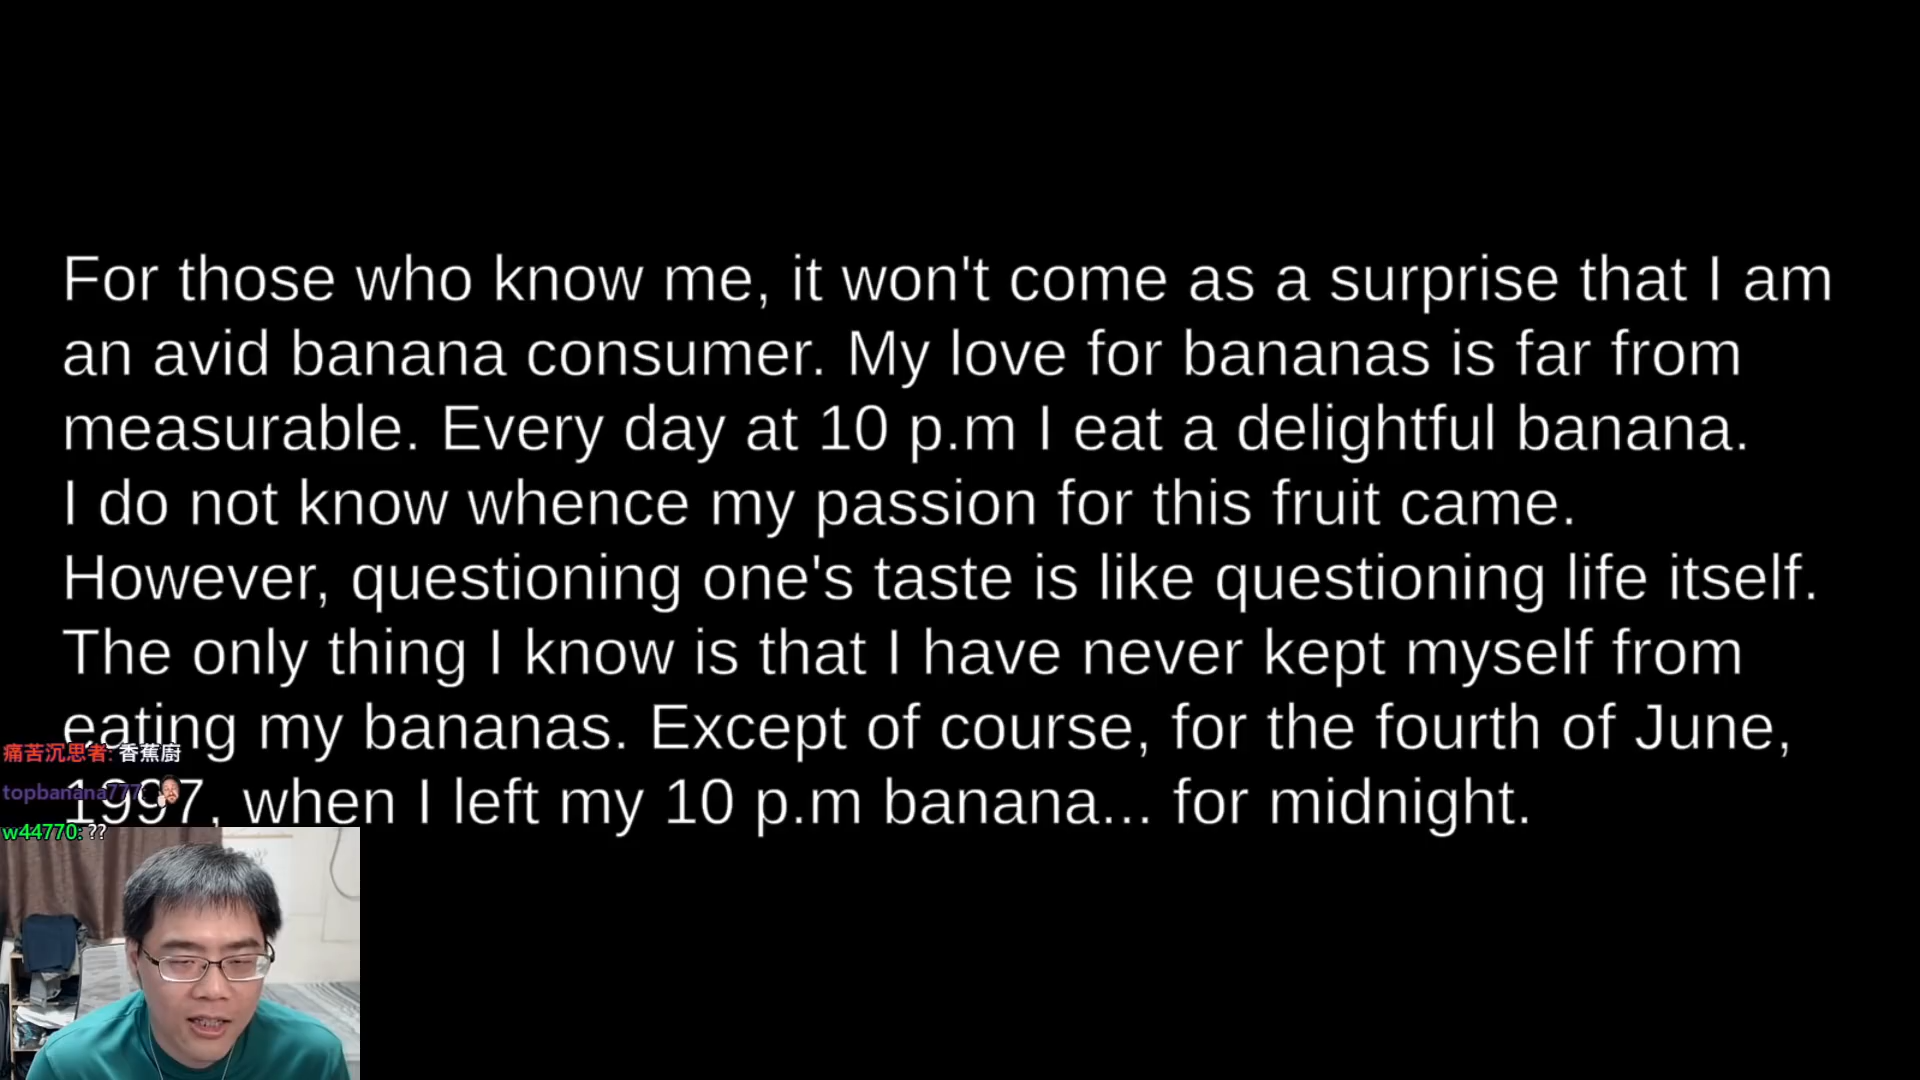 For those who know me, it won't come as a surprise that I am
an avid banana consumer. My love for bananas is far from
measurable. Every day at 10 p.m I eat a delightful banana.
I do not know whence my passion for this fruit came.
However, questioning one's taste is like questioning life itself.
The only thing I know is that I have never kept myself from
eating my bananas. Except of course, for the fourth of June,
1997, when I left my 10 p.m banana... for midnight.
痛苦沉思者: 香蕉廚
topbanana777:
w44770: ??